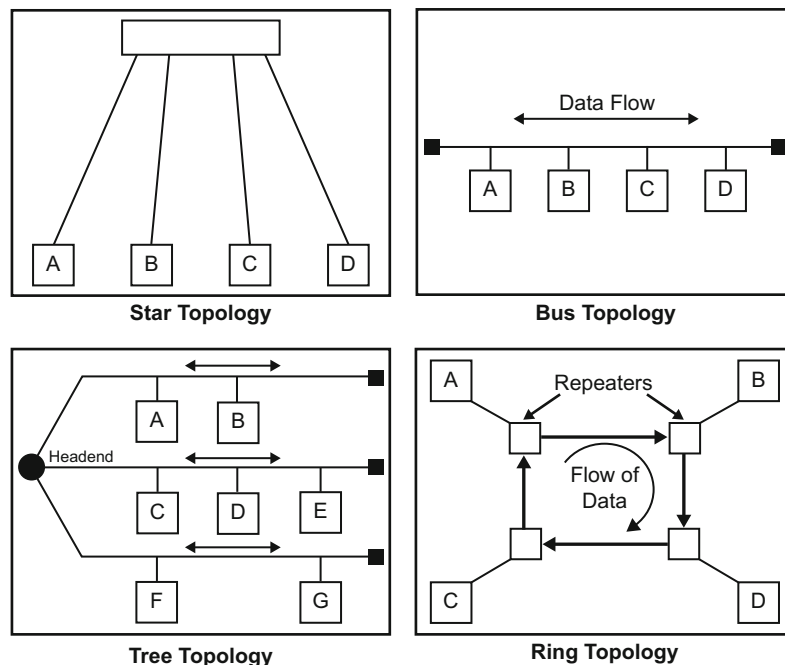 A B C D
Star Topology
Data Flow
A B C D
Bus Topology
Headend
A B
C D E
F G
Tree Topology
A Repeaters B
Flow of
Data
C D
Ring Topology